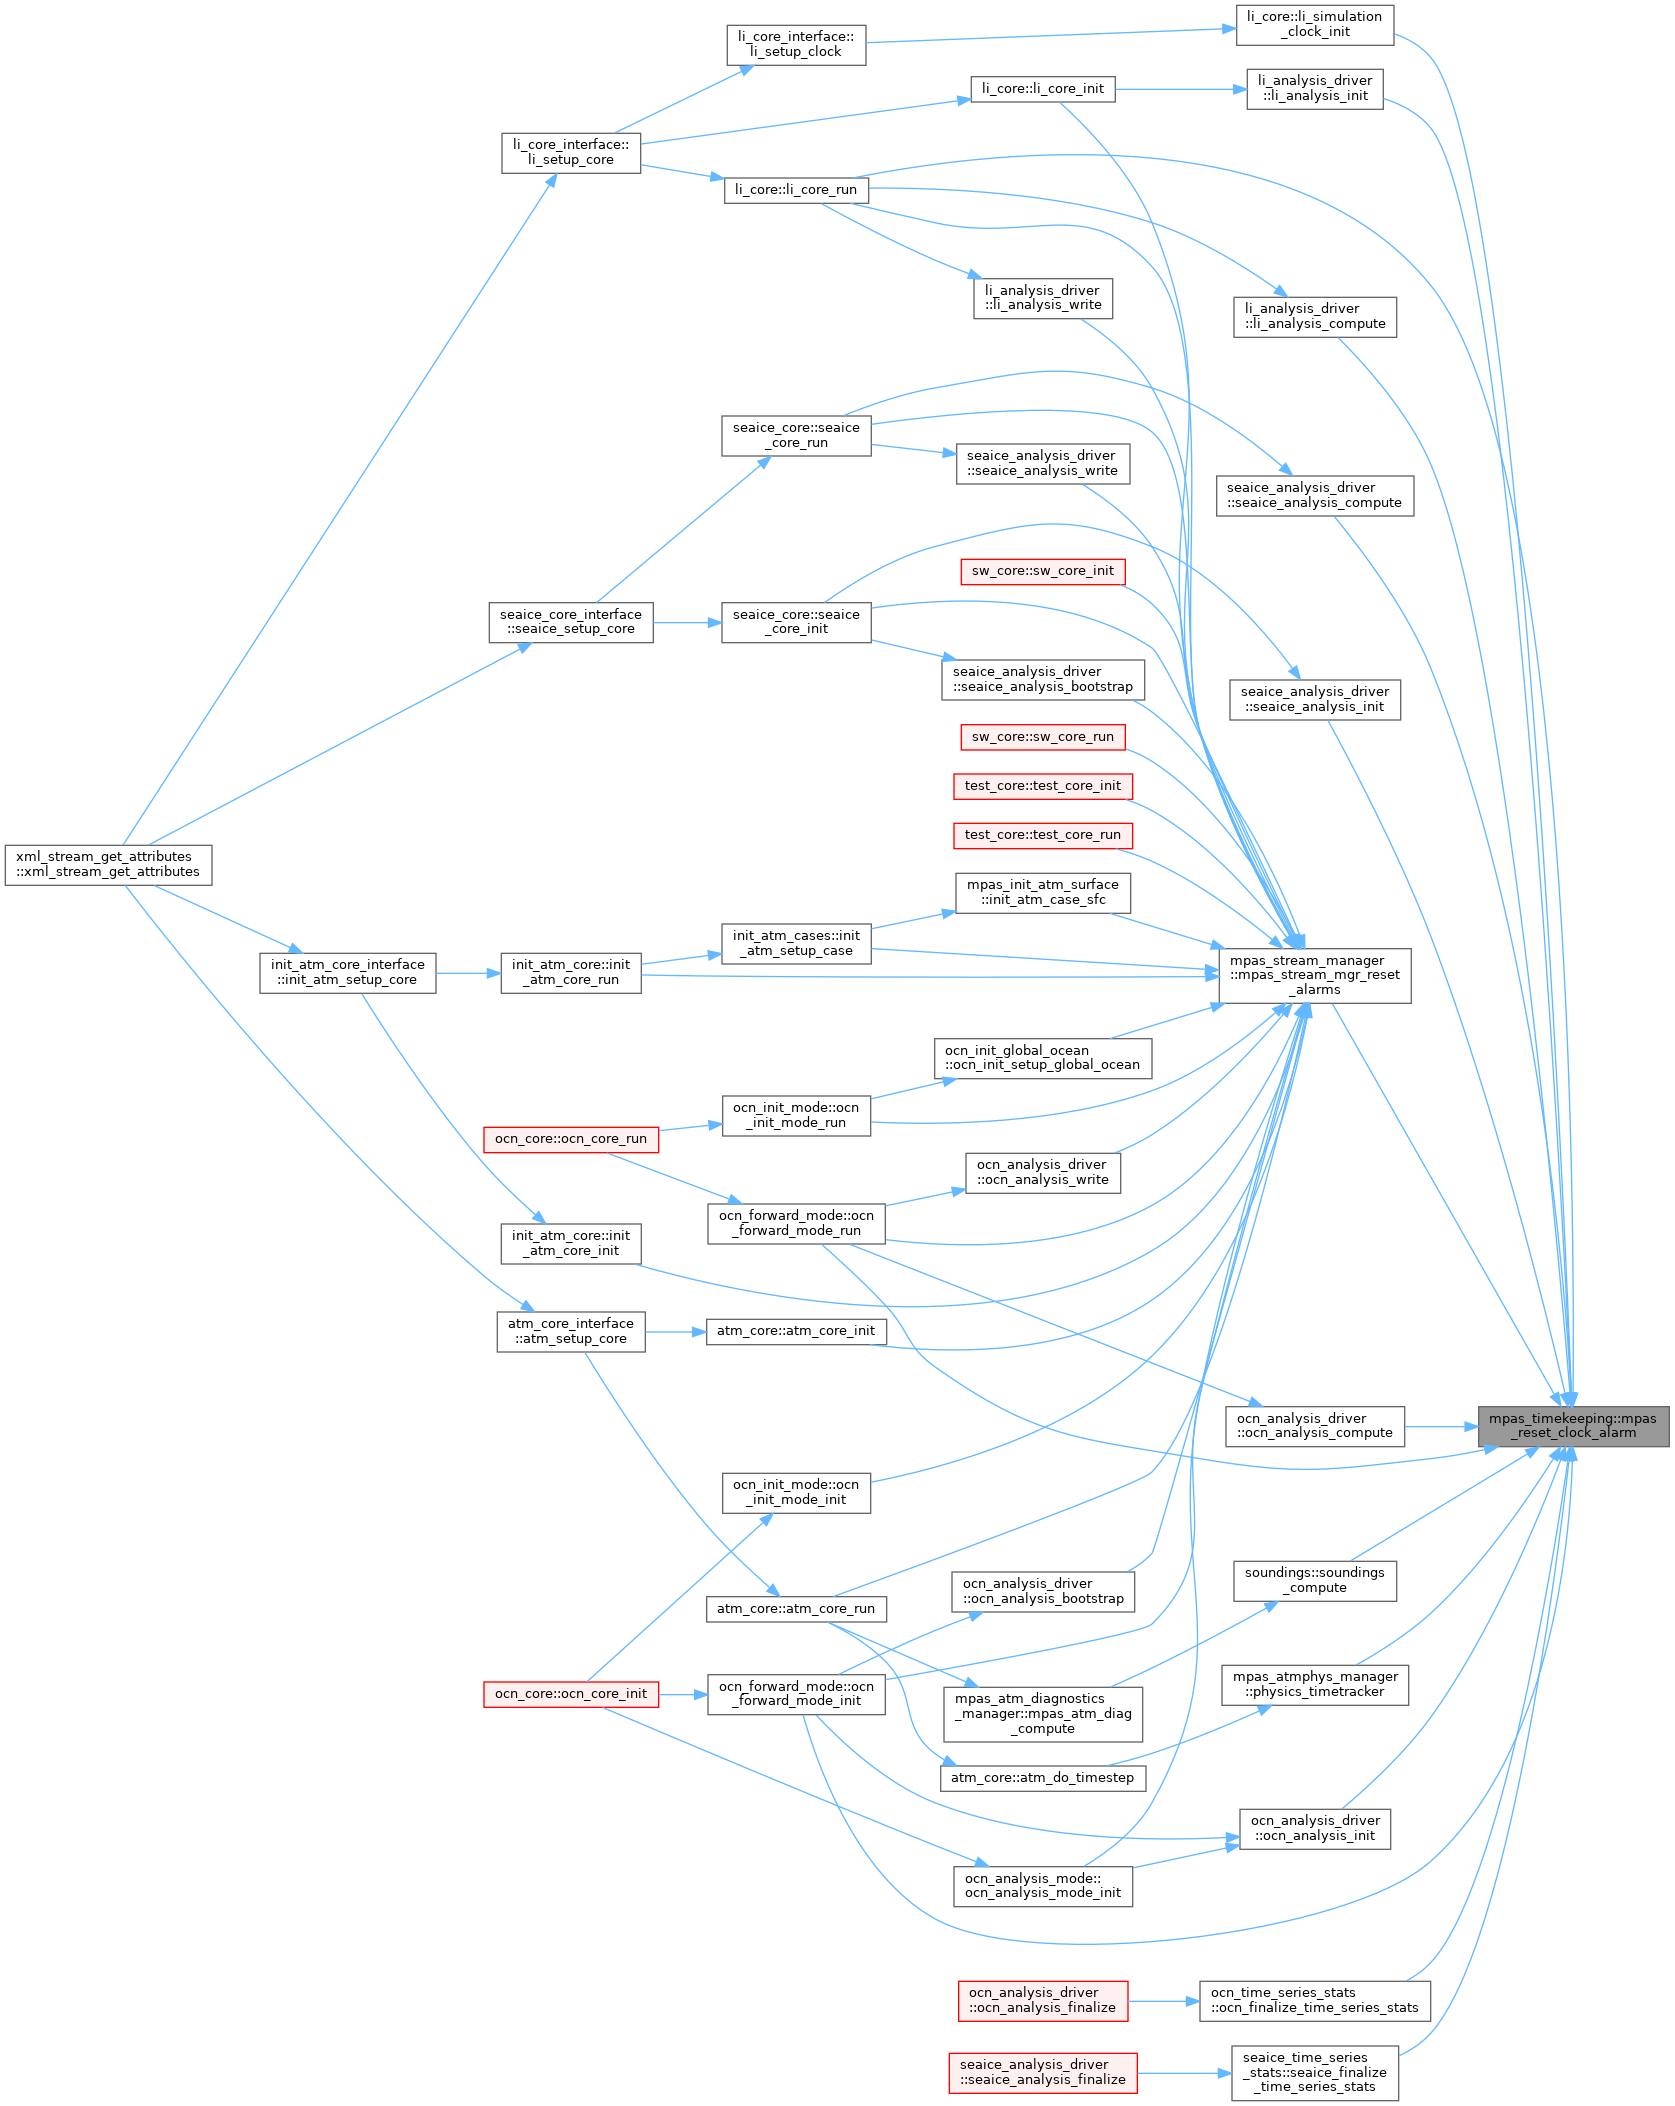 li_core::li_simulation
_clock_init
li_core_interface::
li_setup_clock
li_analysis_driver
::li_analysis_init
li_core::li_core_init
li_core_interface::
li_setup_core
li_core::li_core_run
li_analysis_driver
::li_analysis_write
li_analysis_driver
::li_analysis_compute
seaice_core::seaice
_core_run
seaice_analysis_driver
::seaice_analysis_write
seaice_analysis_driver
::seaice_analysis_compute
sw_core::sw_core_init
seaice_core_interface
::seaice_setup_core
seaice_core::seaice
_core_init
seaice_analysis_driver
::seaice_analysis_bootstrap
seaice_analysis_driver
::seaice_analysis_init
sw_core::sw_core_run
test_core::test_core_init
test_core::test_core_run
xml_stream_get_attributes
::xml_stream_get_attributes
mpas_init_atm_surface
::init_atm_case_sfc
init_atm_cases::init
_atm_setup_case
init_atm_core_interface
::init_atm_setup_core
init_atm_core::init
_atm_core_run
mpas_stream_manager
::mpas_stream_mgr_reset
_alarms
ocn_init_global_ocean
::ocn_init_setup_global_ocean
ocn_init_mode::ocn
_init_mode_run
ocn_core::ocn_core_run
ocn_analysis_driver
::ocn_analysis_write
ocn_forward_mode::ocn
_forward_mode_run
init_atm_core::init
_atm_core_init
atm_core_interface
::atm_setup_core
atm_core::atm_core_init
ocn_analysis_driver
::ocn_analysis_compute
mpas_timekeeping::mpas
_reset_clock_alarm
ocn_init_mode::ocn
_init_mode_init
soundings::soundings
_compute
ocn_analysis_driver
::ocn_analysis_bootstrap
atm_core::atm_core_run
ocn_core::ocn_core_init
ocn_forward_mode::ocn
_forward_mode_init
mpas_atm_diagnostics
_manager::mpas_atm_diag
_compute
mpas_atmphys_manager
::physics_timetracker
atm_core::atm_do_timestep
ocn_analysis_driver
::ocn_analysis_init
ocn_analysis_mode::
ocn_analysis_mode_init
ocn_analysis_driver
::ocn_analysis_finalize
ocn_time_series_stats
::ocn_finalize_time_series_stats
seaice_analysis_driver
::seaice_analysis_finalize
seaice_time_series
_stats::seaice_finalize
_time_series_stats